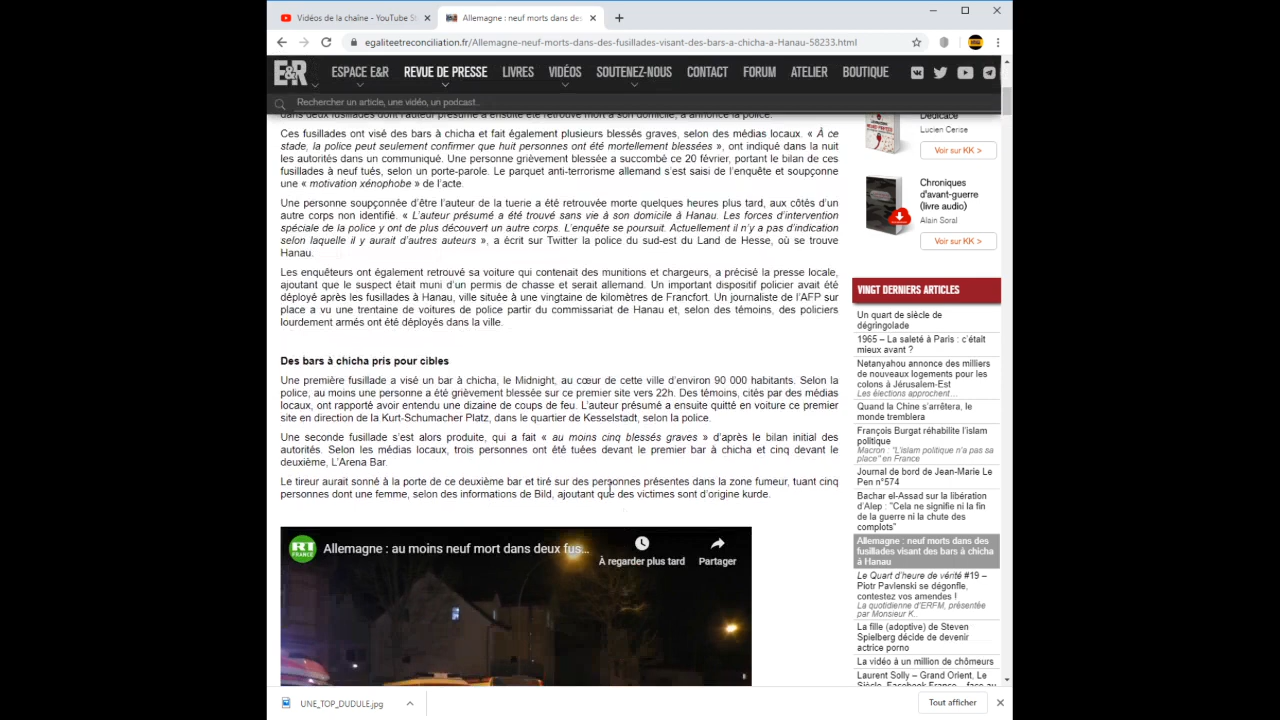 Vidéos de la chaîne - YouTube St
Allemagne : neuf morts dans des
egaliteetreconciliation.fr/Allemagne-neuf-morts-dans-des-fusillades-visant-des-bars-a-chicha-a-Hanau-58233.html
E&R
ESPACE E&R
REVUE DE PRESSE
LIVRES
VIDÉOS
SOUTENEZ-NOUS
CONTACT
FORUM
ATELIER
BOUTIQUE
Rechercher un article, une vidéo, un podcast...
dans deux fusillades dont l'auteur présumé a ensuite été retrouvé mort à son domicile, a annoncé la police.
Ces fusillades ont visé des bars à chicha et fait également plusieurs blessés graves, selon des médias locaux. « À ce
stade, la police peut seulement confirmer que huit personnes ont été mortellement blessées », ont indiqué dans la nuit
les autorités dans un communiqué. Une personne grièvement blessée a succombé ce 20 février, portant le bilan de ces
fusillades à neuf tués, selon un porte-parole. Le parquet anti-terrorisme allemand s'est saisi de l'enquête et soupçonne
une « motivation xénophobe » de l'acte.
Une personne soupçonnée d'être l'auteur de la tuerie a été retrouvée morte quelques heures plus tard, aux côtés d'un
autre corps non identifié. « L'auteur présumé a été trouvé sans vie à son domicile à Hanau. Les forces d'intervention
spéciale de la police y ont de plus découvert un autre corps. L'enquête se poursuit. Actuellement il n'y a pas d'indication
selon laquelle il y aurait d'autres auteurs », a écrit sur Twitter la police du sud-est du Land de Hesse, où se trouve
Hanau.
Les enquêteurs ont également retrouvé sa voiture qui contenait des munitions et chargeurs, a précisé la presse locale,
ajoutant que le suspect était muni d'un permis de chasse et serait allemand. Un important dispositif policier avait été
déployé après les fusillades à Hanau, ville située à une vingtaine de kilomètres de Francfort. Un journaliste de l'AFP sur
place a vu une trentaine de voitures de police partir du commissariat de Hanau et, selon des témoins, des policiers
lourdement armés ont été déployés dans la ville.
Des bars à chicha pris pour cibles
Une première fusillade a visé un bar à chicha, le Midnight, au cœur de cette ville d'environ 90 000 habitants. Selon la
police, au moins une personne a été grièvement blessée sur ce premier site vers 22h. Des témoins, cités par des médias
locaux, ont rapporté avoir entendu une dizaine de coups de feu. L'auteur présumé a ensuite quitté en voiture ce premier
site en direction de la Kurt-Schumacher Platz, dans le quartier de Kesselstadt, selon la police.
Une seconde fusillade s'est alors produite, qui a fait « au moins cinq blessés graves » d'après le bilan initial des
autorités. Selon les médias locaux, trois personnes ont été tuées devant le premier bar à chicha et cinq devant le
deuxième, L'Arena Bar.
Le tireur aurait sonné à la porte de ce deuxième bar et tiré sur des personnes présentes dans la zone fumeur, tuant cinq
personnes dont une femme, selon des informations de Bild, ajoutant que des victimes sont d'origine kurde.
RT
FRANCE
Allemagne : au moins neuf mort dans deux fus...
À regarder plus tard
Partager
Dédicacé
Lucien Cerise
Voir sur KK >
Chroniques
d'avant-guerre
(livre audio)
Alain Soral
Voir sur KK >
VINGT DERNIERS ARTICLES
Un quart de siècle de
dégringolade
1965 – La saleté à Paris : c'était
mieux avant ?
Netanyahou annonce des milliers
de nouveaux logements pour les
colons à Jérusalem-Est
Les élections approchent…
Quand la Chine s'arrêtera, le
monde tremblera
François Burgat réhabilite l'islam
politique
Macron : "L'islam politique n'a pas sa
place" en France
Journal de bord de Jean-Marie Le
Pen n°574
Bachar el-Assad sur la libération
d'Alep : "Cela ne signifie ni la fin
de la guerre ni la chute des
complots"
Allemagne : neuf morts dans des
fusillades visant des bars à chicha
à Hanau
Le Quart d'heure de vérité #19 –
Piotr Pavlenski se dégonfle,
contestez vos amendes !
La quotidienne d'ERFM, présentée
par Monsieur K..
La fille (adoptive) de Steven
Spielberg décide de devenir
actrice porno
La vidéo à un million de chômeurs
Laurent Solly – Grand Orient, Le
Siècle, Facebook France – face au
UNE_TOP_DUDULE.jpg
Tout afficher